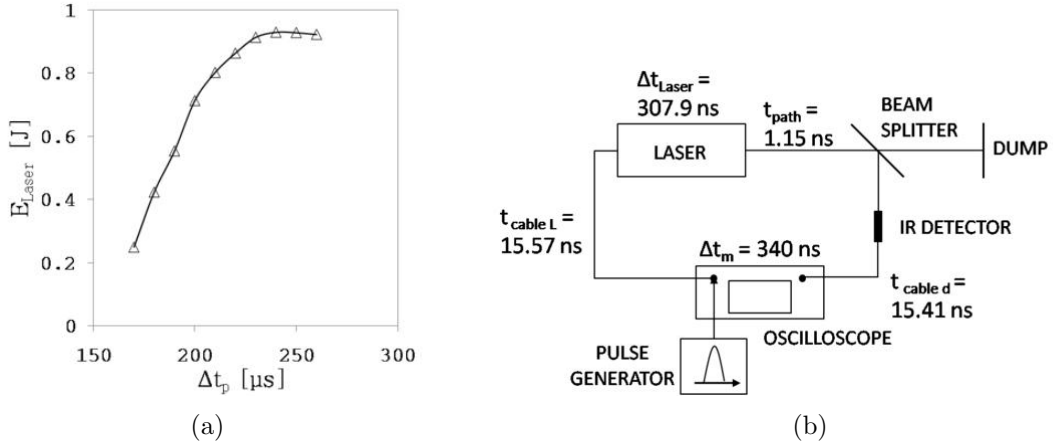 1
0.8
0.6
0.4
0.2
0
E_Laser [J]
150 200 250 300
Δt_p [μs]
(a)
Δt_Laser =
307.9 ns
LASER
t_path =
1.15 ns
BEAM
SPLITTER
DUMP
t_cable L =
15.57 ns
IR DETECTOR
Δt_m = 340 ns
t_cable d =
15.41 ns
OSCILLOSCOPE
PULSE
GENERATOR
(b)